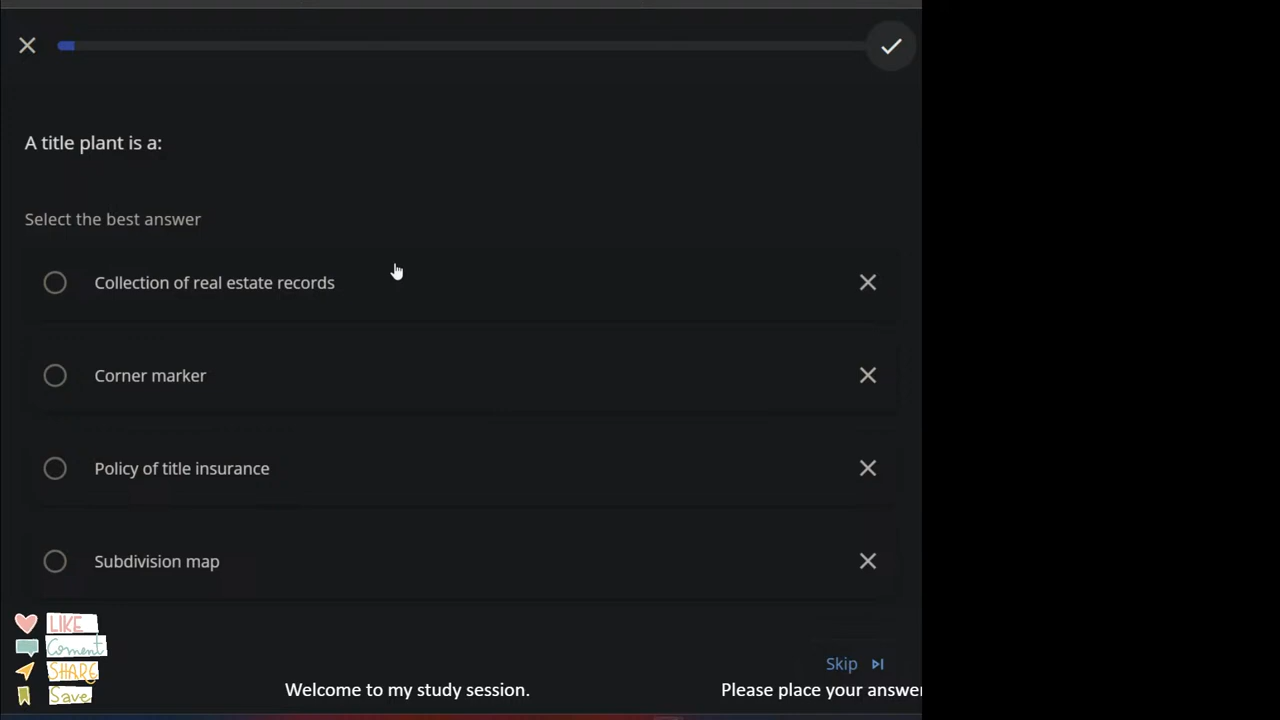 A title plant is a:
Select the best answer
Collection of real estate records
Corner marker
Policy of title insurance
Subdivision map
LIKE
Coment
SHARE
Save
Skip
Welcome to my study session.
Please place your answe